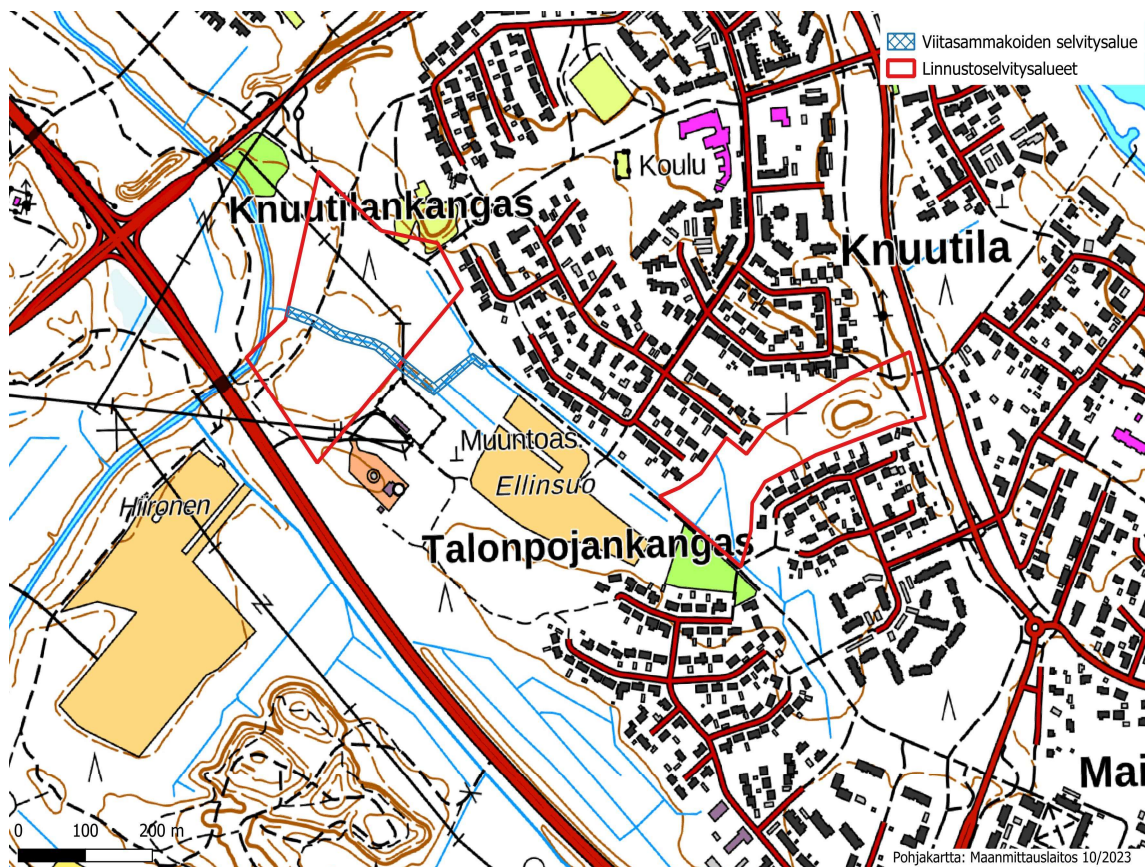 Viitasammakoiden selvitysalue
Linnustoselvitysalueet
Koulu
Knuutilankangas
Knuutila
Muuntoas.
Ellinsuo
Hiironen
Talonpojankangas
Mai
0 100 200 m
Pohjakartta: Maanmittauslaitos 10/2023